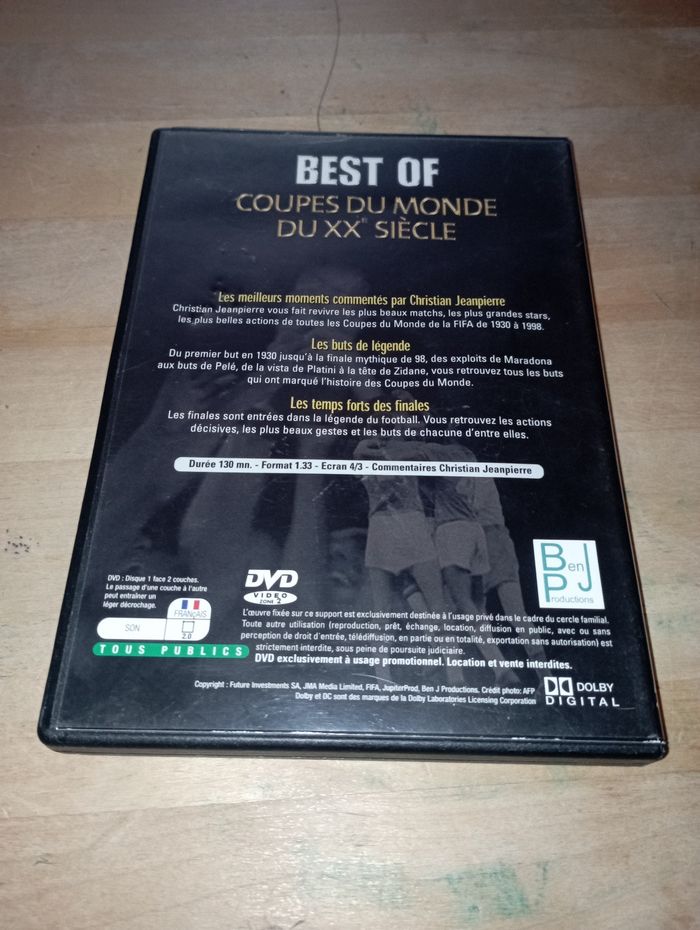 BEST OF
COUPES DU MONDE
DU XXe SIÈCLE
Les meilleurs moments commentés par Christian Jeanpierre
Christian Jeanpierre vous fait revivre les plus beaux matchs, les plus grandes stars,
les plus belles actions de toutes les Coupes du Monde de la FIFA de 1930 à 1998.
Les buts de légende
Du premier but en 1930 jusqu'à la finale mythique de 98, des exploits de Maradona
aux buts de Pelé, de la vista de Platini à la tête de Zidane, vous retrouvez tous les buts
qui ont marqué l'histoire des Coupes du Monde.
Les temps forts des finales
Les finales sont entrées dans la légende du football. Vous retrouvez les actions
décisives, les plus beaux gestes et les buts de chacune d'entre elles.
Durée 130 mn. - Format 1.33 - Ecran 4/3 - Commentaires Christian Jeanpierre
DVD : Disque 1 face 2 couches.
Le passage d'une couche à l'autre
peut entraîner un
léger décrochage.
FRANÇAIS
SON
2.0
TOUS PUBLICS
DVD
VIDEO
ZONE 2
Ben J
Productions
L'œuvre fixée sur ce support est exclusivement destinée à l'usage privé dans le cadre du cercle familial.
Toute autre utilisation (reproduction, prêt, échange, location, diffusion en public, avec ou sans
perception de droit d'entrée, télédiffusion, en partie ou en totalité, exportation sans autorisation) est
strictement interdite, sous peine de poursuite judiciaire.
DVD exclusivement à usage promotionnel. Location et vente interdites.
Copyright : Future Investments SA, JMA Media Limited, FIFA, JupiterProd, Ben J Productions. Crédit photo: AFP
Dolby et DC sont des marques de la Dolby Laboratories Licensing Corporation
DOLBY
DIGITAL